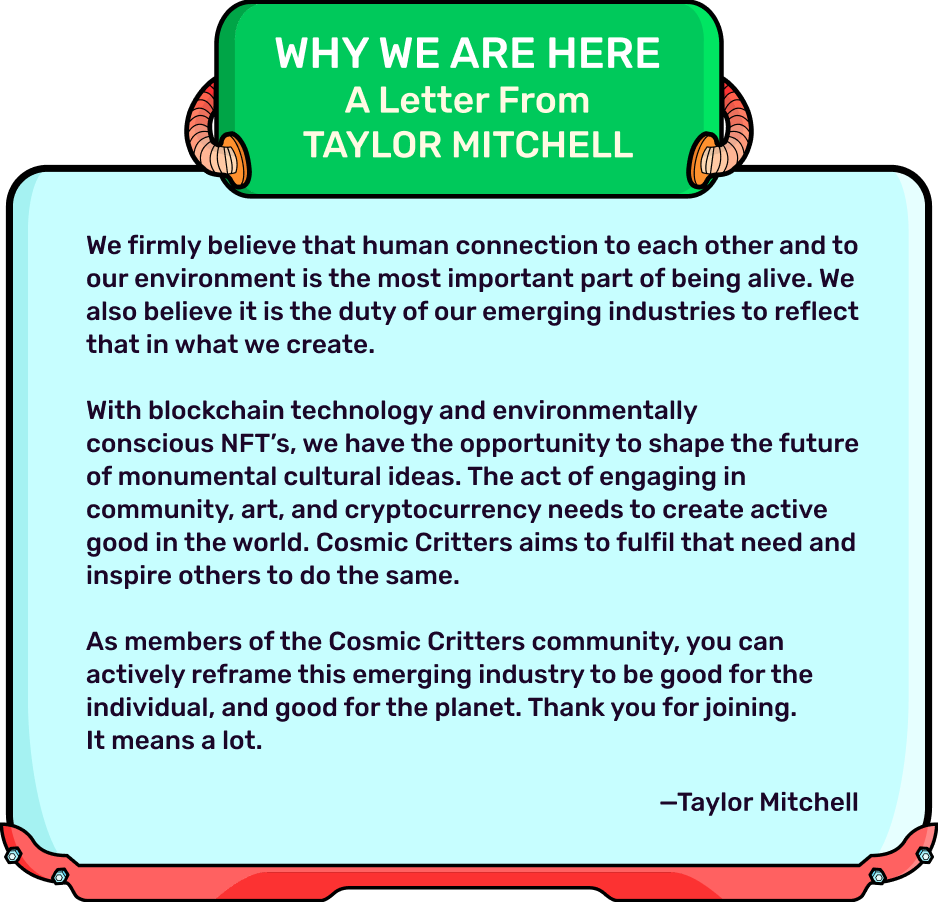 WHY WE ARE HERE
A Letter From
TAYLOR MITCHELL
We firmly believe that human connection to each other and to
our environment is the most important part of being alive. We
also believe it is the duty of our emerging industries to reflect
that in what we create.
With blockchain technology and environmentally
conscious NFT’s, we have the opportunity to shape the future
of monumental cultural ideas. The act of engaging in
community, art, and cryptocurrency needs to create active
good in the world. Cosmic Critters aims to fulfil that need and
inspire others to do the same.
As members of the Cosmic Critters community, you can
actively reframe this emerging industry to be good for the
individual, and good for the planet. Thank you for joining.
It means a lot.
—Taylor Mitchell